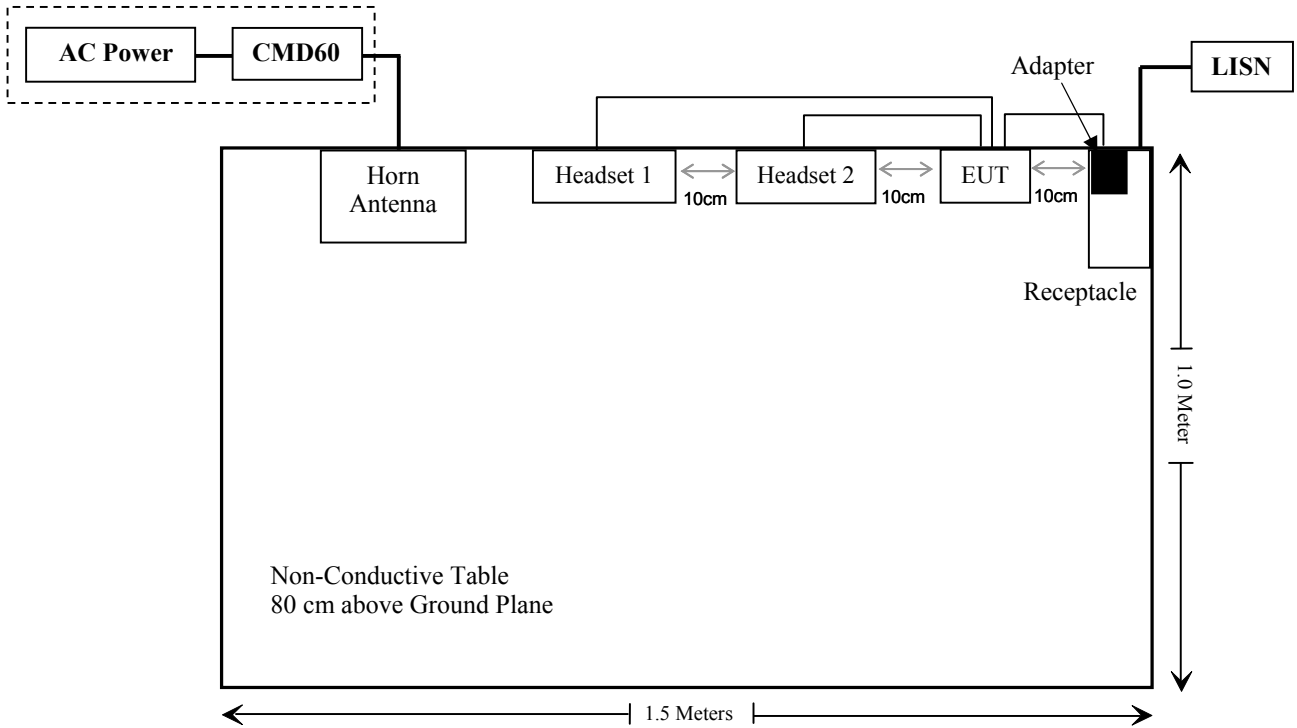 AC Power
CMD60
Adapter
LISN
Horn
Antenna
Headset 1
10cm
Headset 2
10cm
EUT
10cm
Receptacle
1.0 Meter
Non-Conductive Table
80 cm above Ground Plane
1.5 Meters